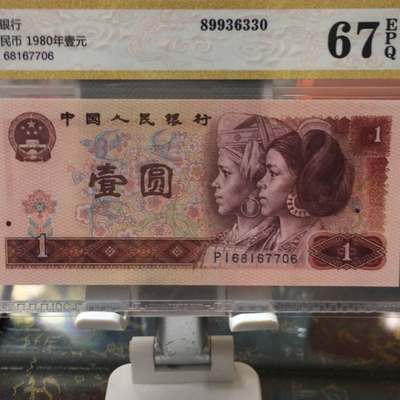 银行
89936330
67 EPQ
民币 1980年壹元
68167706
中国人民银行
1
壹圆
1
PI68167706
1